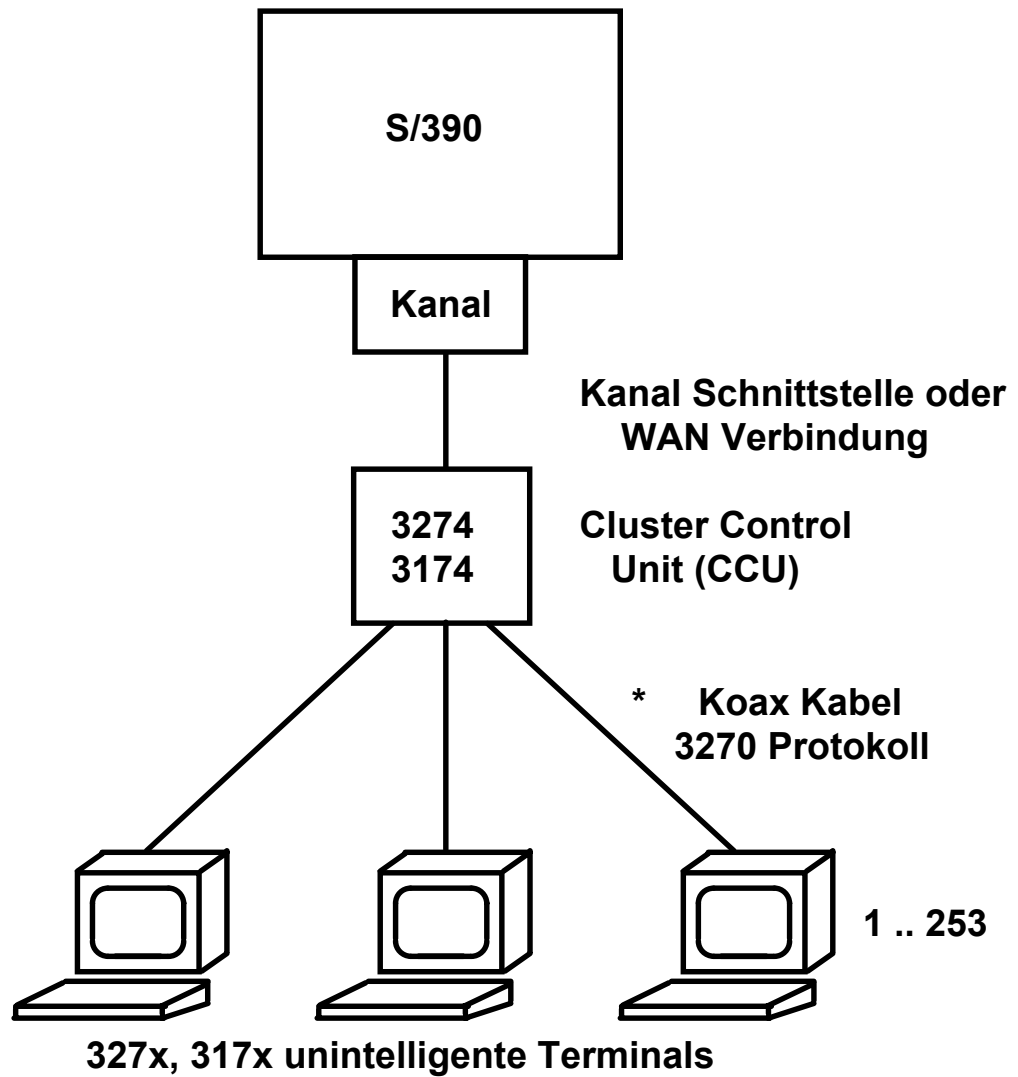 S/390
Kanal
Kanal Schnittstelle oder
WAN Verbindung
3274
3174
Cluster Control
Unit (CCU)
* Koax Kabel
3270 Protokoll
1 .. 253
327x, 317x unintelligente Terminals